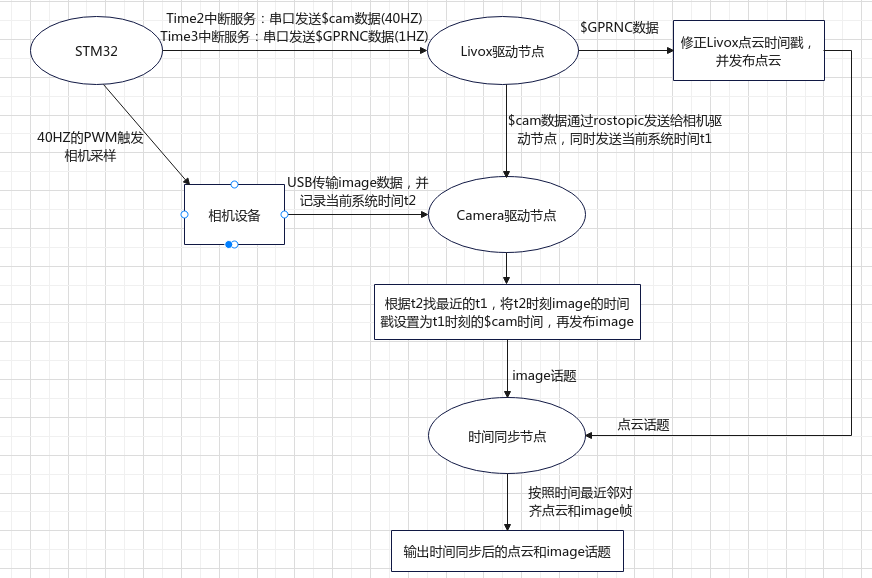 Time2中断服务：串口发送$cam数据(40HZ)
Time3中断服务：串口发送$GPRNC数据(1HZ)
STM32
Livox驱动节点
$GPRNC数据
修正Livox点云时间戳，
并发布点云
40HZ的PWM触发
相机采样
$cam数据通过rostopic发送给相机驱
动节点，同时发送当前系统时间t1
相机设备
USB传输image数据，并
记录当前系统时间t2
Camera驱动节点
根据t2找最近的t1，将t2时刻image的时间
戳设置为t1时刻的$cam时间，再发布image
image话题
时间同步节点
点云话题
按照时间最近邻对
齐点云和image帧
输出时间同步后的点云和image话题